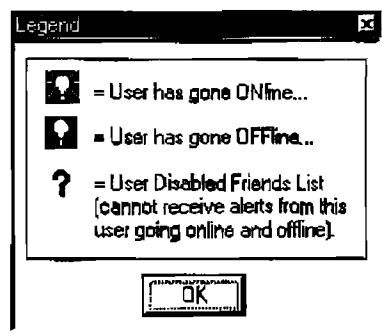 Legend
= User has gone ONline...
= User has gone OFFline...
? = User Disabled Friends List
(cannot receive alerts from this
user going online and offline).
OK